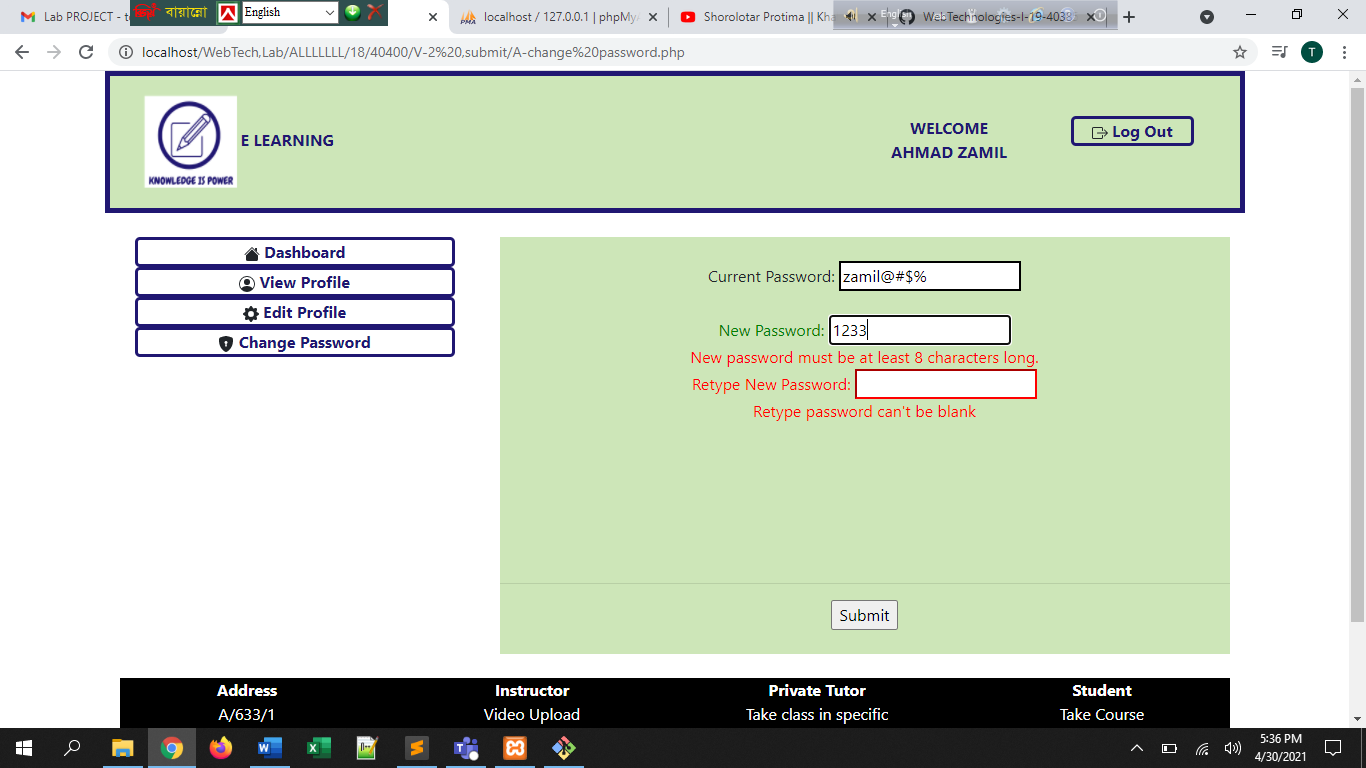 Lab PROJECT - t
বায়ান্নো
English
localhost / 127.0.0.1 | phpMyA
Shorolotar Protima || Kha
English
WebTechnologies-I-19-4038
localhost/WebTech,Lab/ALLLLLLL/18/40400/V-2%20,submit/A-change%20password.php
T
KNOWLEDGE IS POWER
E LEARNING
WELCOME
AHMAD ZAMIL
Log Out
Dashboard
View Profile
Edit Profile
Change Password
Current Password: zamil@#$%
New Password: 1233
New password must be at least 8 characters long.
Retype New Password:
Retype password can't be blank
Submit
Address Instructor Private Tutor Student
A/633/1 Video Upload Take class in specific Take Course
5:36 PM
4/30/2021